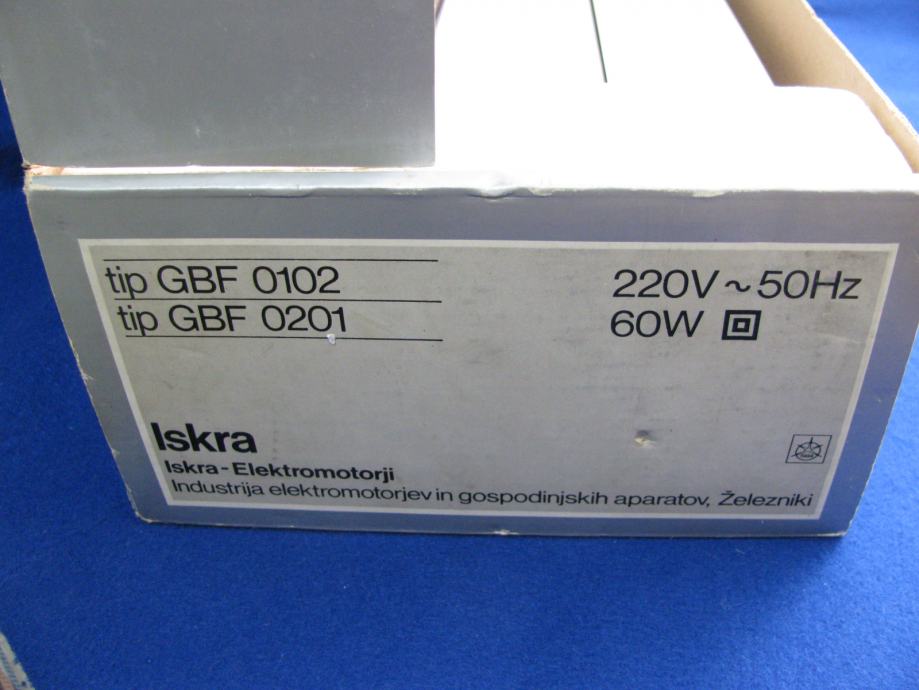 tip GBF 0102
tip GBF 0201
220V ~ 50Hz
60W
Iskra
Iskra-Elektromotorji
Industrija elektromotorjev in gospodinjskih aparatov, Železniki